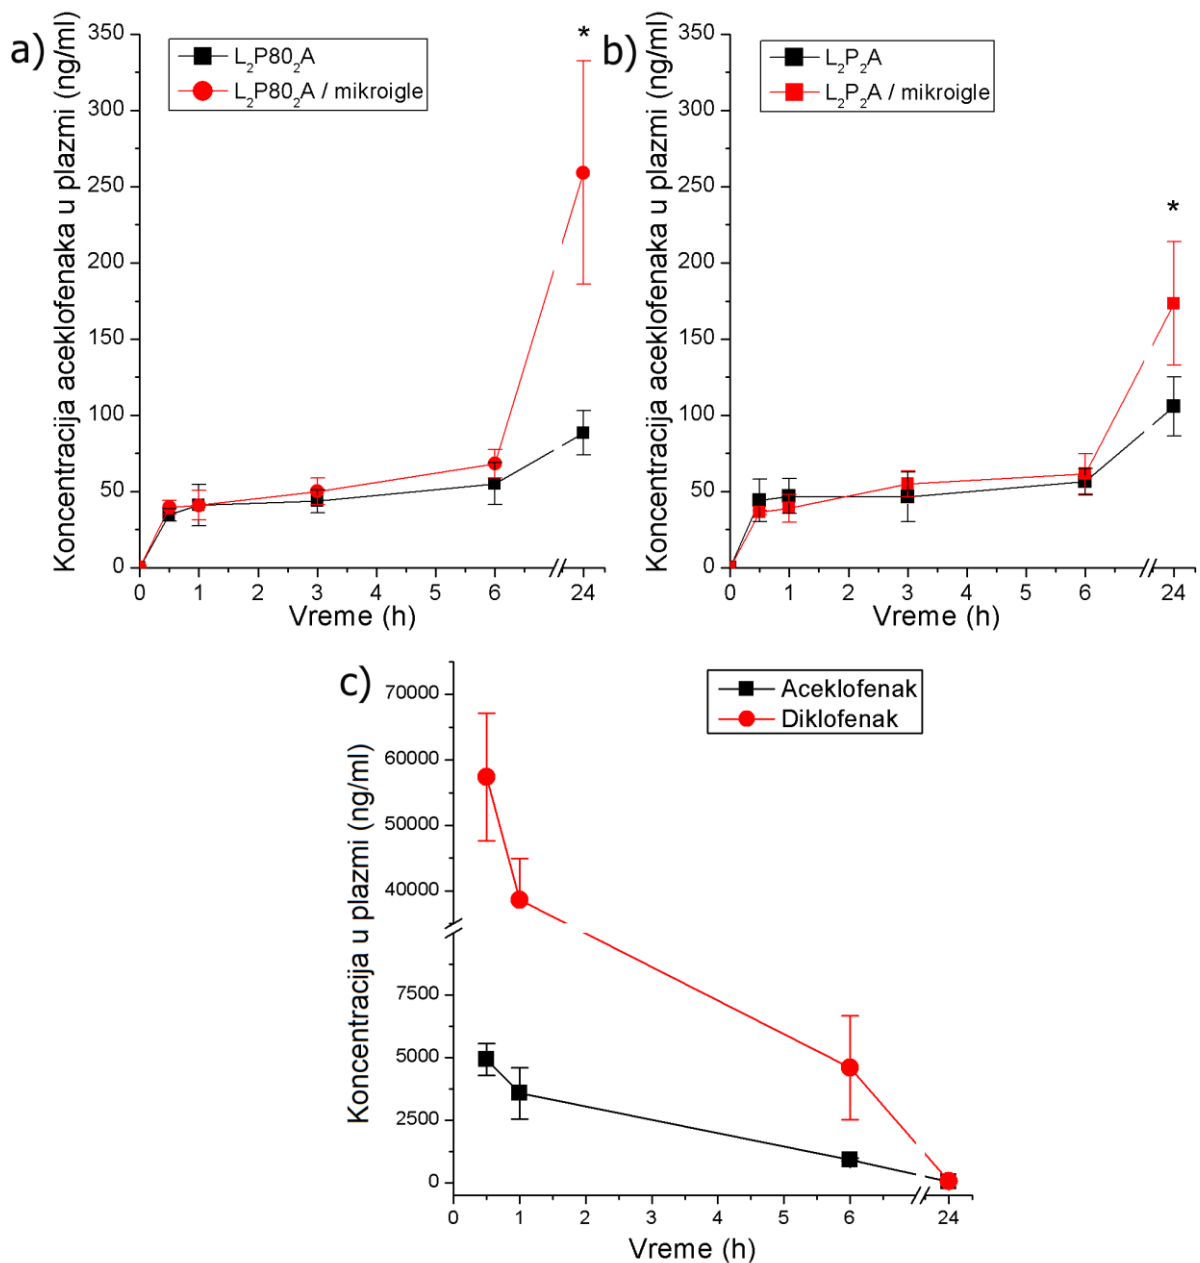 a)
Koncentracija aceklofenaka u plazmi (ng/ml)
350
300
250
200
150
100
50
0
L₂P80₂A
L₂P80₂A / mikroigle
*
0 1 2 3 4 5 6 24
Vreme (h)
b)
Koncentracija aceklofenaka u plazmi (ng/ml)
350
300
250
200
150
100
50
0
L₂P₂A
L₂P₂A / mikroigle
*
0 1 2 3 4 5 6 24
Vreme (h)
c)
Koncentracija u plazmi (ng/ml)
70000
60000
50000
40000
7500
5000
2500
0
Aceklofenak
Diklofenak
0 1 2 3 3 4 5 6 24
Vreme (h)